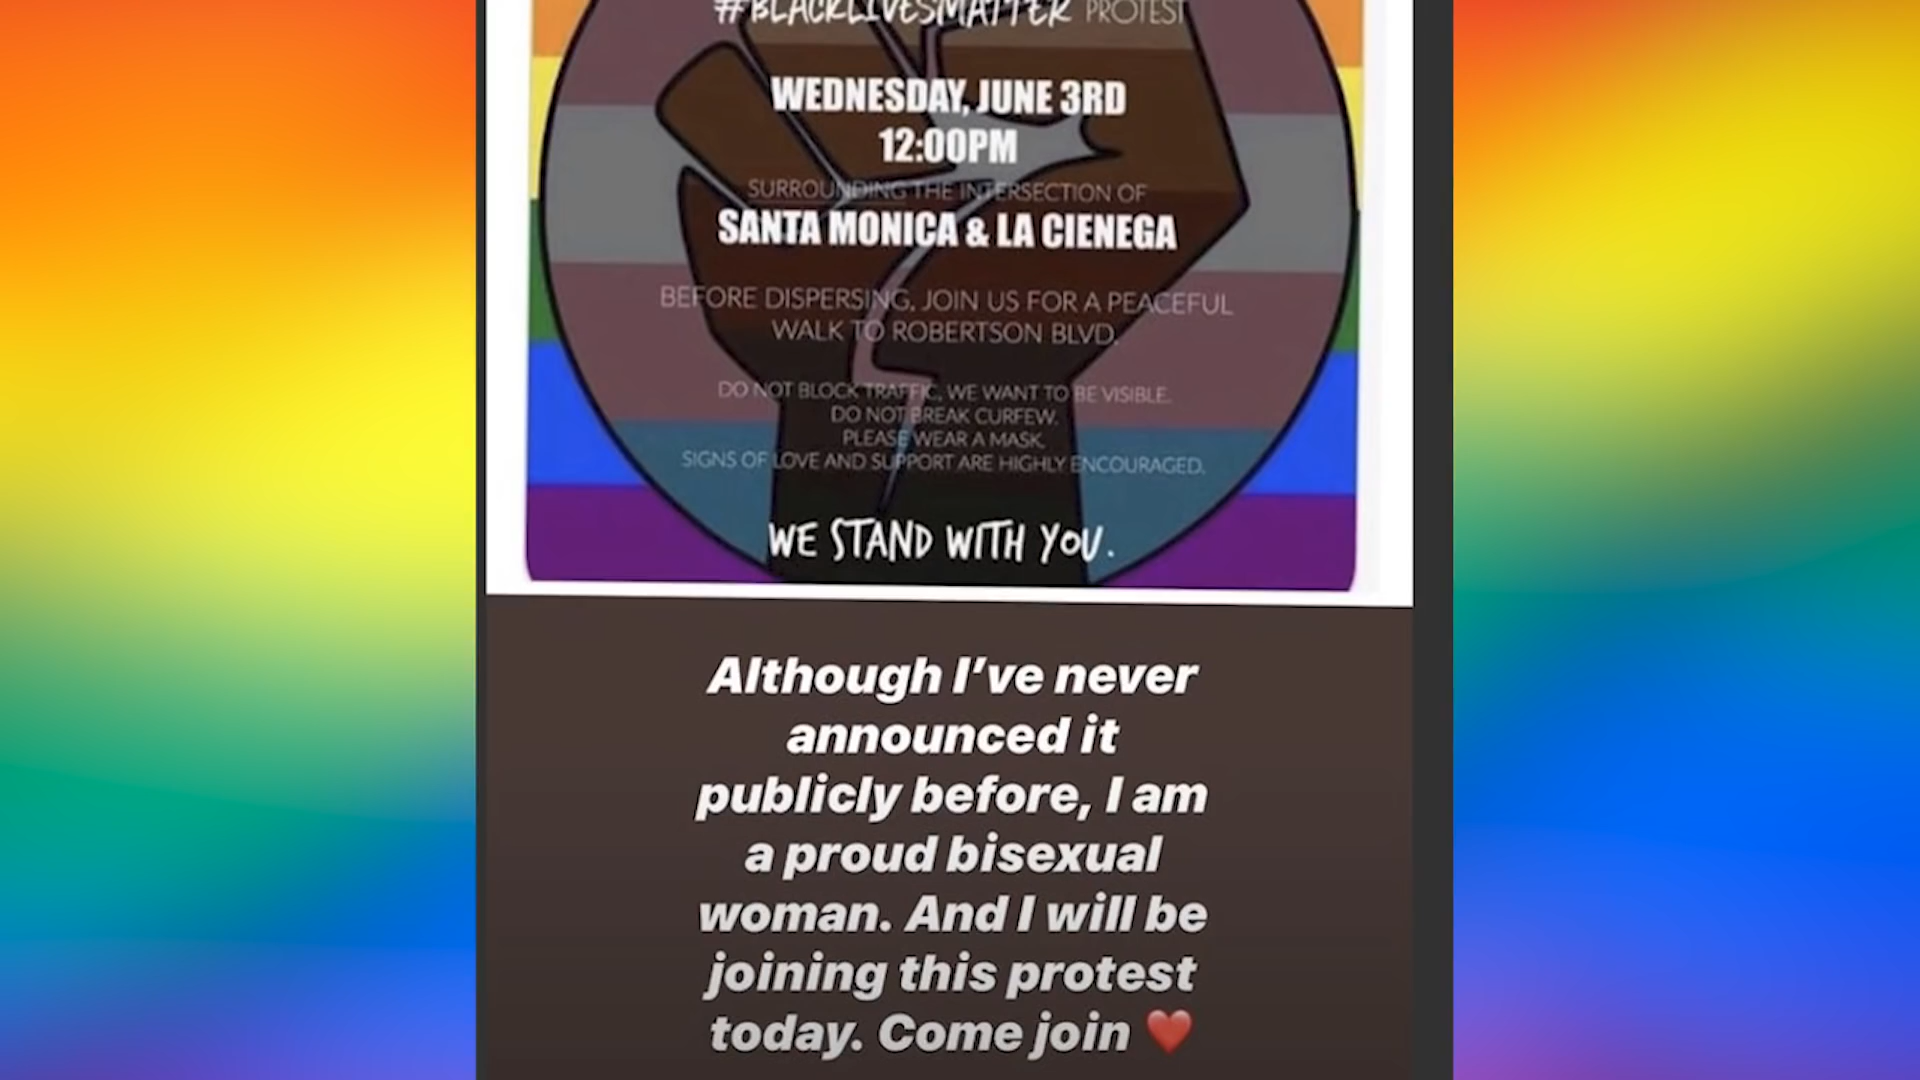 #BLACKLIVESMATTER PROTEST
WEDNESDAY, JUNE 3RD
12:00PM
SURROUNDING THE INTERSECTION OF
SANTA MONICA & LA CIENEGA
BEFORE DISPERSING, JOIN US FOR A PEACEFUL
WALK TO ROBERTSON BLVD.
DO NOT BLOCK TRAFFIC, WE WANT TO BE VISIBLE.
DO NOT BREAK CURFEW.
PLEASE WEAR A MASK.
SIGNS OF LOVE AND SUPPORT ARE HIGHLY ENCOURAGED.
WE STAND WITH YOU.
Although I’ve never
announced it
publicly before, I am
a proud bisexual
woman. And I will be
joining this protest
today. Come join ❤️